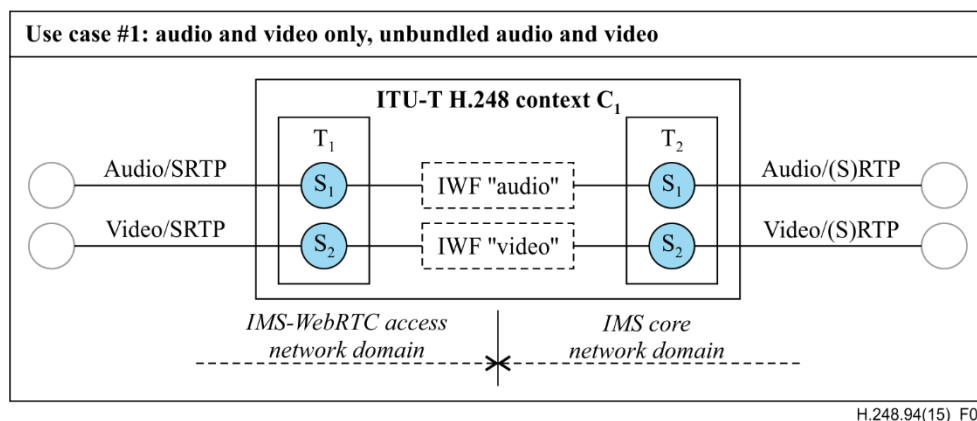 Use case #1: audio and video only, unbundled audio and video
ITU-T H.248 context C1
T1
T2
Audio/SRTP
S1
IWF "audio"
S1
Audio/(S)RTP
Video/SRTP
S2
IWF "video"
S2
Video/(S)RTP
IMS-WebRTC access
network domain
IMS core
network domain
H.248.94(15)_F0